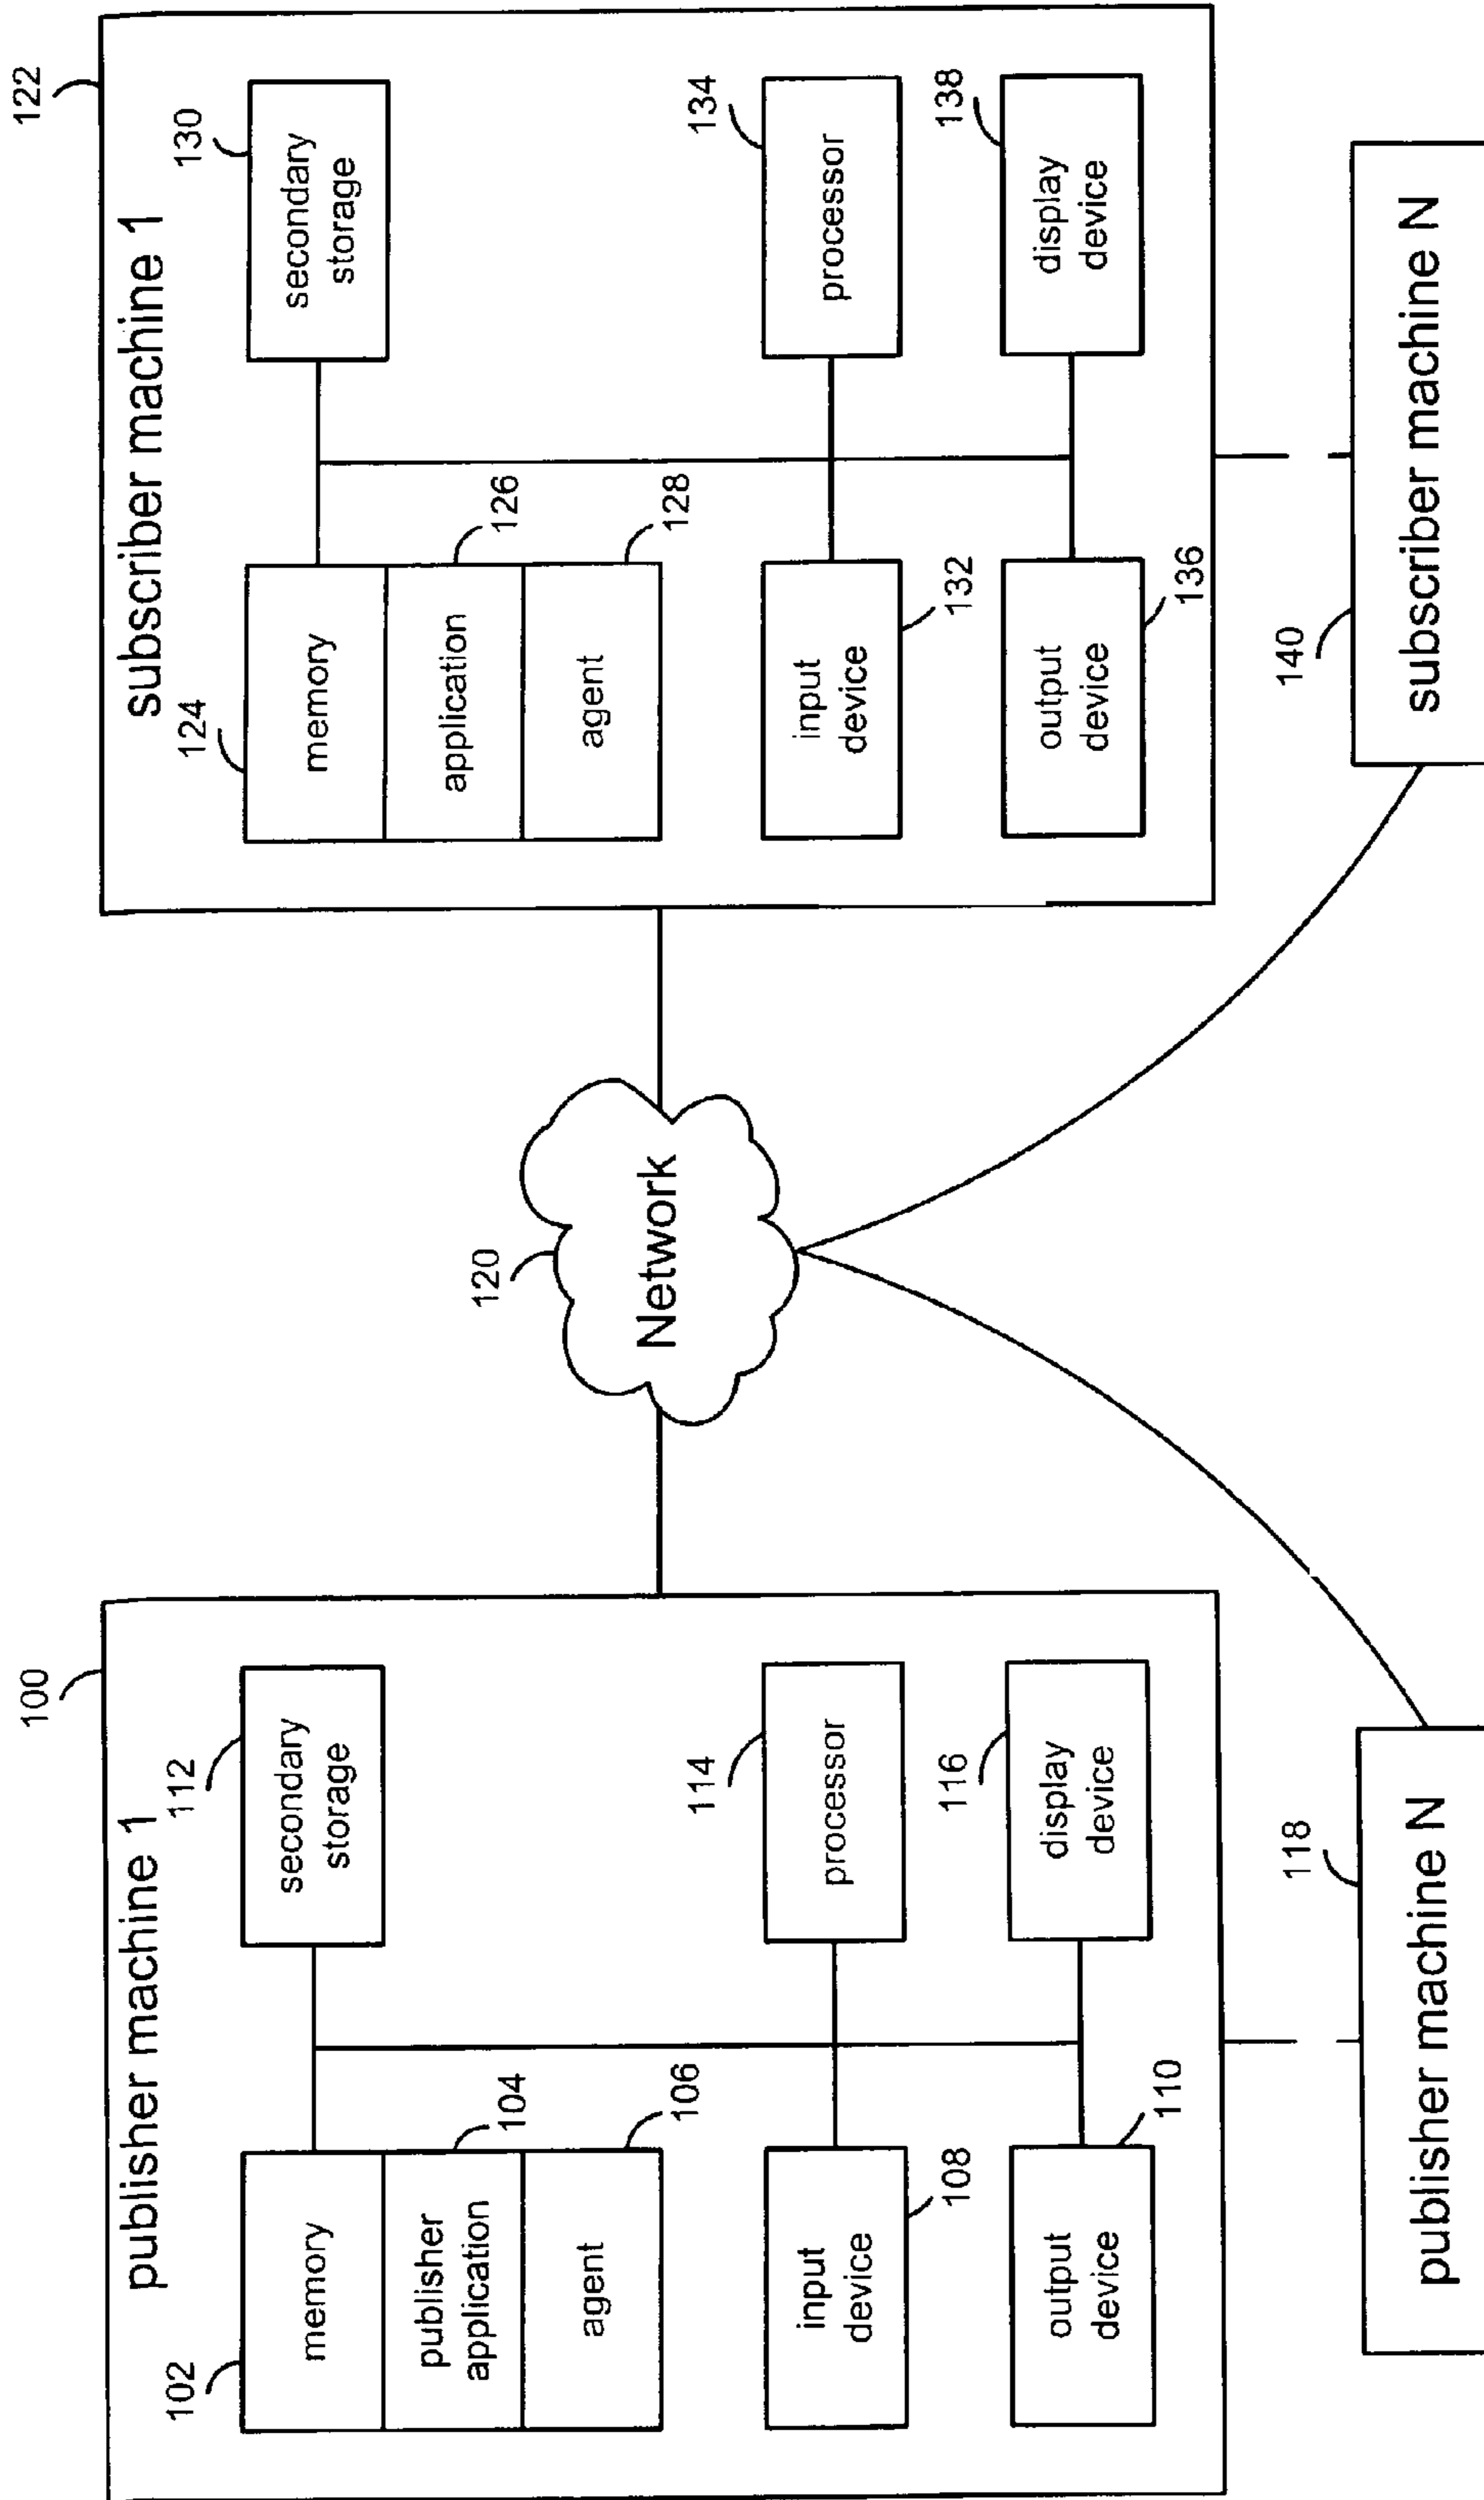 100
publisher machine 1
102
memory
104
publisher
application
106
agent
112
secondary
storage
108
input
device
114
processor
110
output
device
116
display
device
118
publisher machine N
120
Network
122
subscriber machine 1
124
memory
126
application
128
agent
130
secondary
storage
132
input
device
134
processor
136
output
device
138
display
device
140
subscriber machine N